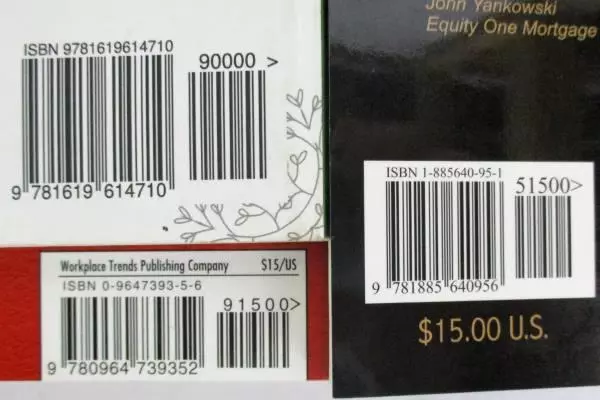 ISBN 9781619614710
90000 >
9 781619 614710
John Yankowski
Equity One Mortgage
ISBN 1-885640-95-1
51500>
9 781885 640956
$15.00 U.S.
Workplace Trends Publishing Company $15/US
ISBN 0-9647393-5-6
91500>
9 780964 739352